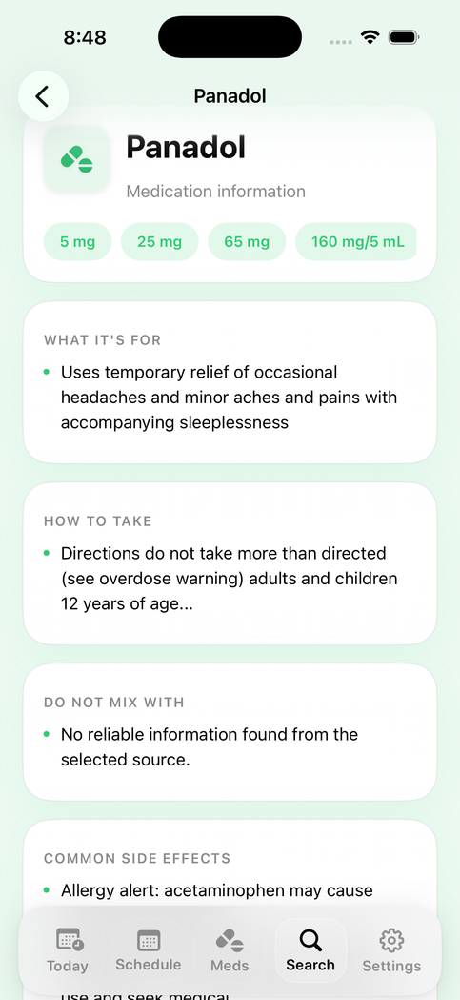 8:48
Panadol
Panadol
Medication information
5 mg
25 mg
65 mg
160 mg/5 mL
WHAT IT'S FOR
• Uses temporary relief of occasional
headaches and minor aches and pains with
accompanying sleeplessness
HOW TO TAKE
• Directions do not take more than directed
(see overdose warning) adults and children
12 years of age...
DO NOT MIX WITH
• No reliable information found from the
selected source.
COMMON SIDE EFFECTS
• Allergy alert: acetaminophen may cause
Today
Schedule
Meds
Search
Settings
use and seek medical